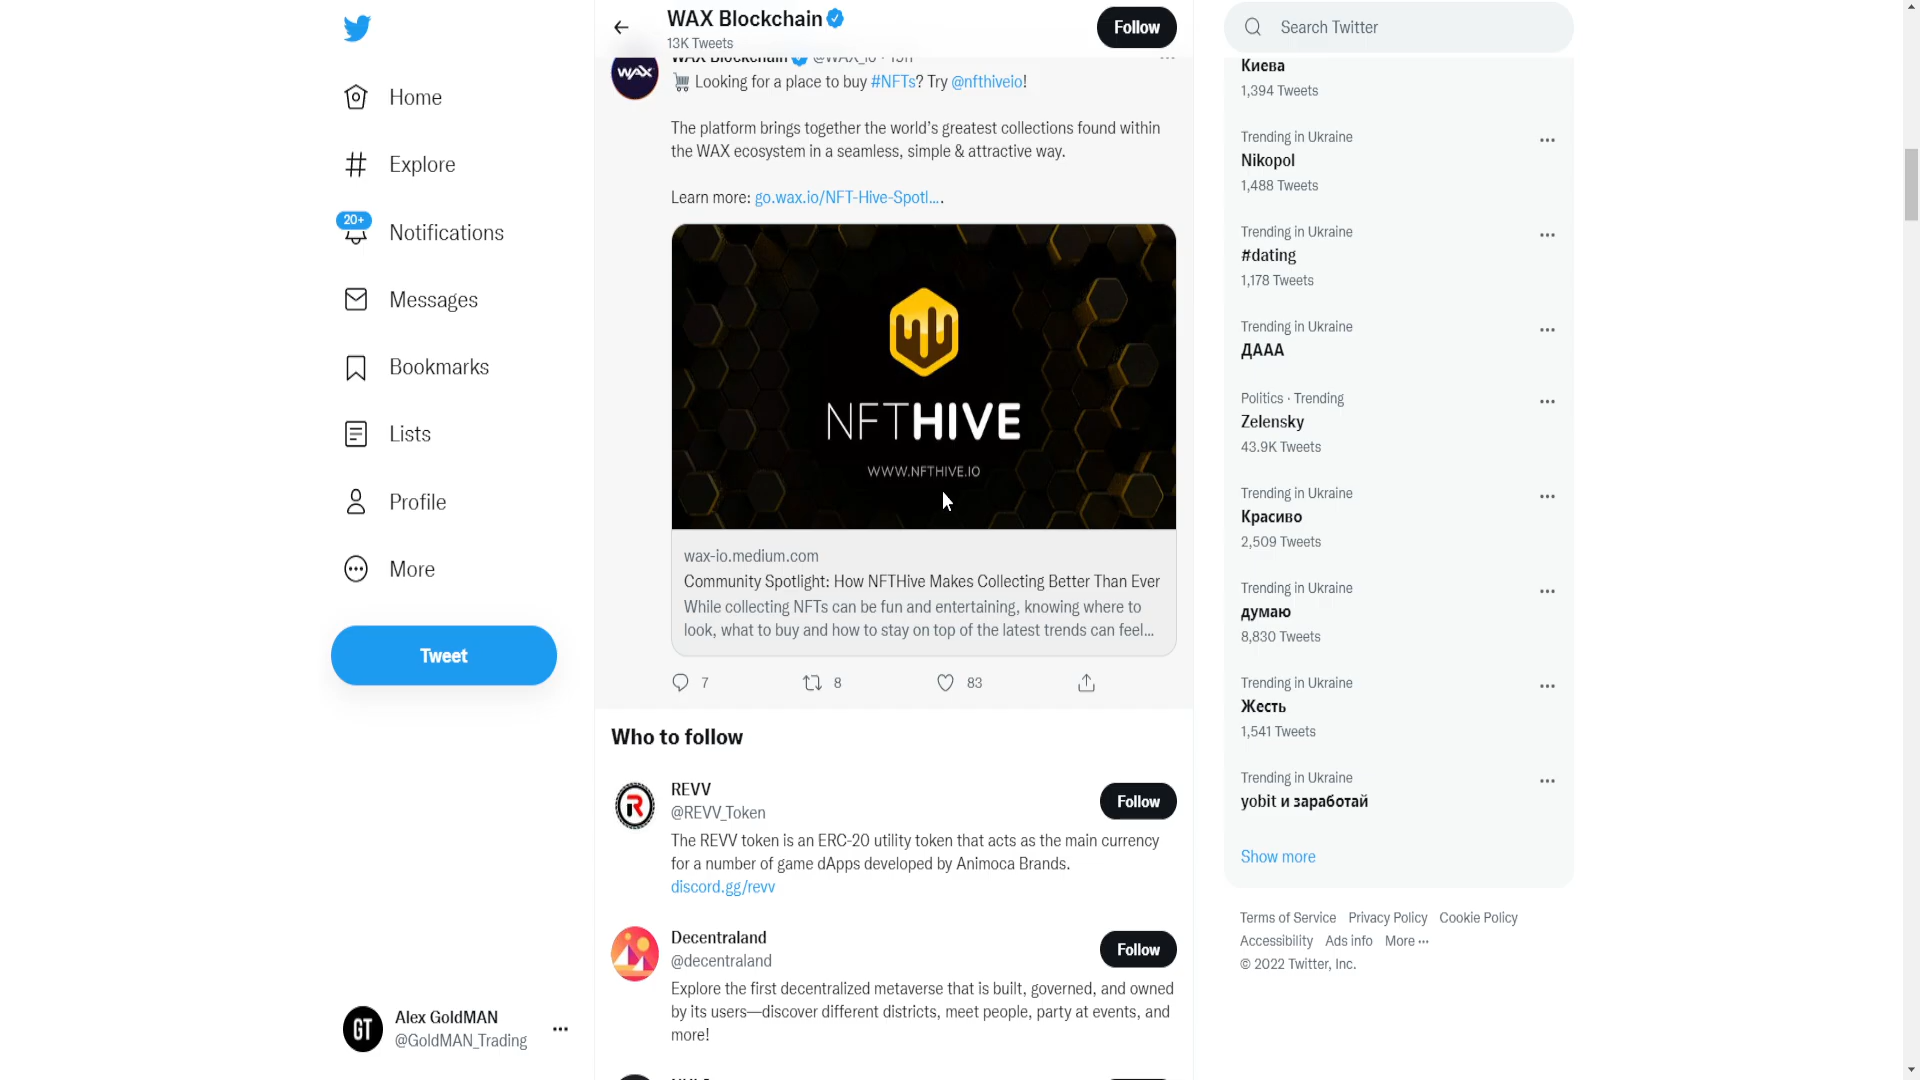 Home
Explore
20+
Notifications
Messages
Bookmarks
Lists
Profile
More
Tweet
Alex GoldMAN
@GoldMAN_Trading
GT
WAX Blockchain
13K Tweets
Follow
WAX
WAX Blockchain @WAX_io · 15h
Looking for a place to buy #NFTs? Try @nfthiveio!
The platform brings together the world's greatest collections found within
the WAX ecosystem in a seamless, simple & attractive way.
Learn more: go.wax.io/NFT-Hive-Spotl….
NFTHIVE
WWW.NFTHIVE.IO
wax-io.medium.com
Community Spotlight: How NFTHive Makes Collecting Better Than Ever
While collecting NFTs can be fun and entertaining, knowing where to
look, what to buy and how to stay on top of the latest trends can feel...
7 8 83
Who to follow
REVV
@REVV_Token
Follow
The REVV token is an ERC-20 utility token that acts as the main currency
for a number of game dApps developed by Animoca Brands.
discord.gg/revv
Decentraland
@decentraland
Follow
Explore the first decentralized metaverse that is built, governed, and owned
by its users—discover different districts, meet people, party at events, and
more!
Search Twitter
Киева
1,394 Tweets
Trending in Ukraine
Nikopol
1,488 Tweets
Trending in Ukraine
#dating
1,178 Tweets
Trending in Ukraine
ДААА
Politics · Trending
Zelensky
43.9K Tweets
Trending in Ukraine
Красиво
2,509 Tweets
Trending in Ukraine
думаю
8,830 Tweets
Trending in Ukraine
Жесть
1,541 Tweets
Trending in Ukraine
yobit и заработай
Show more
Terms of Service Privacy Policy Cookie Policy
Accessibility Ads info More ···
© 2022 Twitter, Inc.